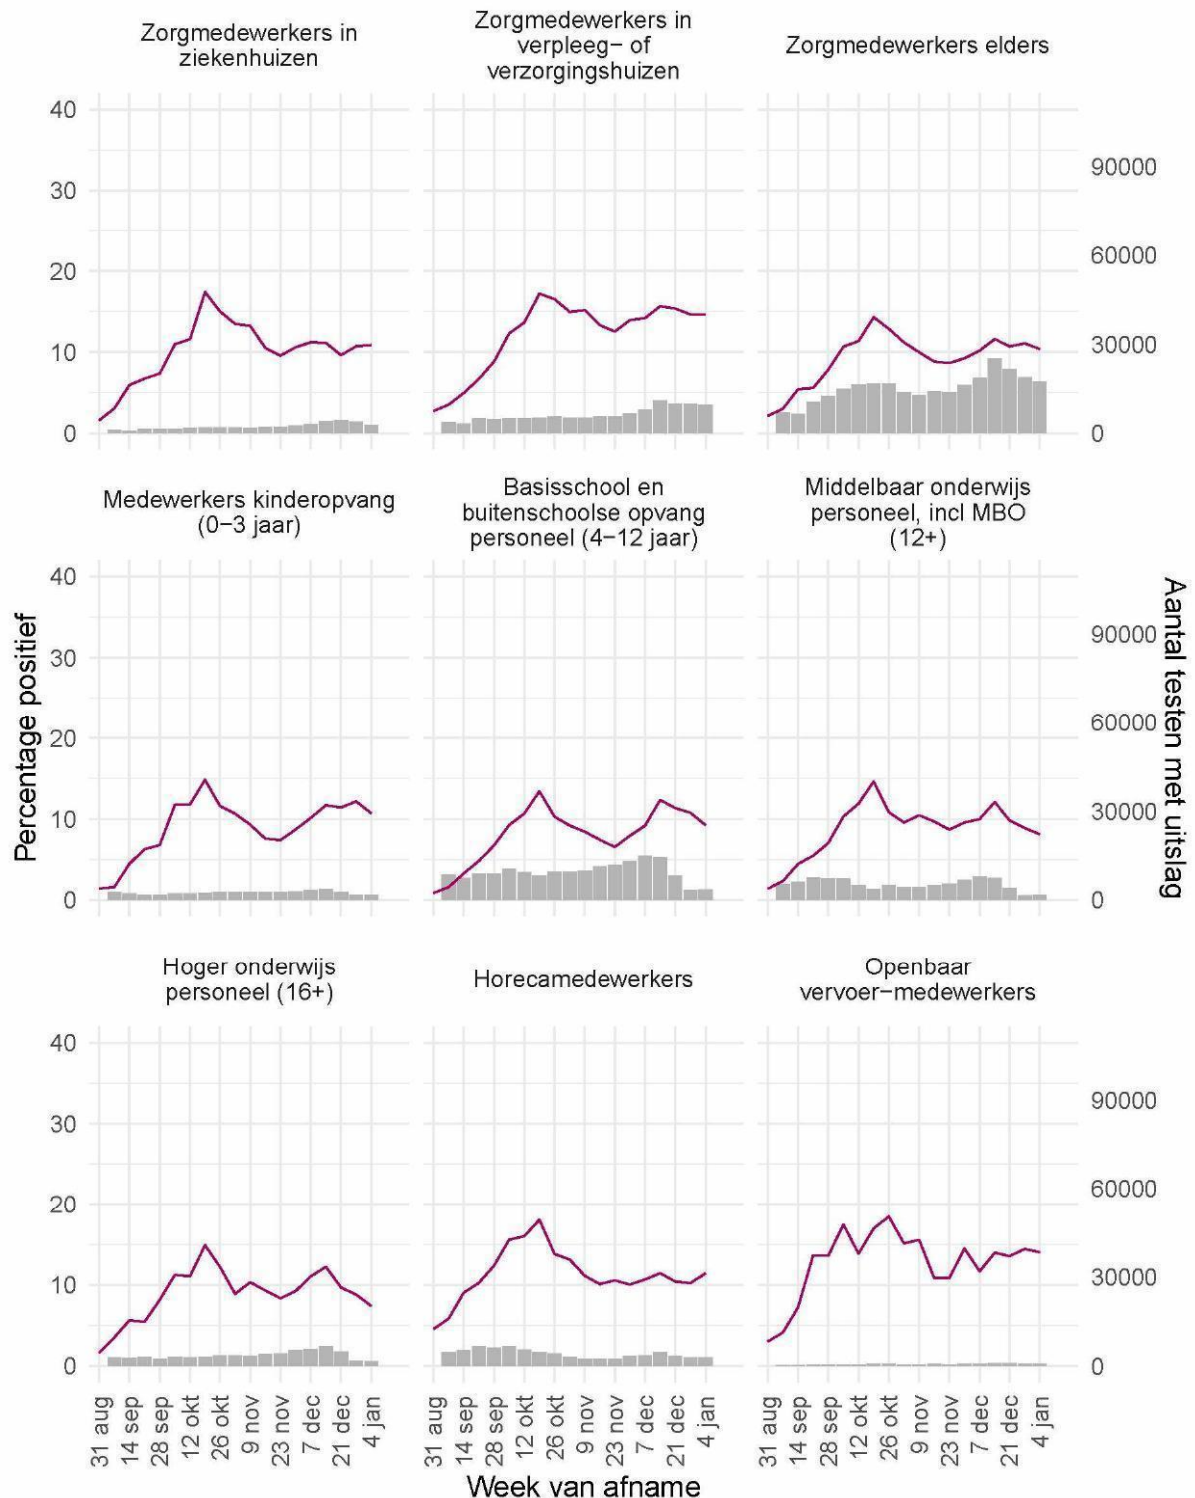 Zorgmedewerkers in
ziekenhuizen
Zorgmedewerkers in
verpleeg− of
verzorgingshuizen
Zorgmedewerkers elders
40
30
20
10
0
90000
60000
30000
0
Medewerkers kinderopvang
(0−3 jaar)
Basisschool en
buitenschoolse opvang
personeel (4−12 jaar)
Middelbaar onderwijs
personeel, incl MBO
(12+)
Percentage positief
40
30
20
10
0
90000
60000
30000
0
Aantal testen met uitslag
Hoger onderwijs
personeel (16+)
Horecamedewerkers
Openbaar
vervoer−medewerkers
40
30
20
10
0
90000
60000
30000
0
31 aug
14 sep
28 sep
12 okt
26 okt
9 nov
23 nov
7 dec
21 dec
4 jan
31 aug
14 sep
28 sep
12 okt
26 okt
9 nov
23 nov
7 dec
21 dec
4 jan
31 aug
14 sep
28 sep
12 okt
26 okt
9 nov
23 nov
7 dec
21 dec
4 jan
Week van afname